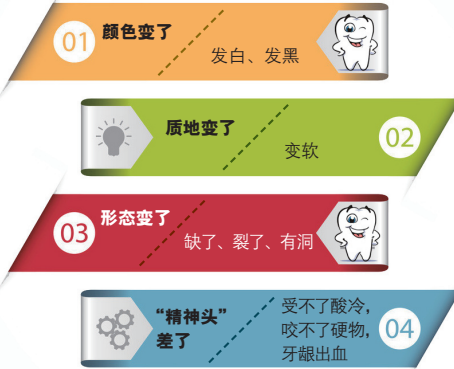 01
颜色变了
发白、发黑
质地变了
变软
02
03
形态变了
缺了、裂了、有洞
“精神头”
差了
受不了酸冷,
咬不了硬物,
牙龈出血
04